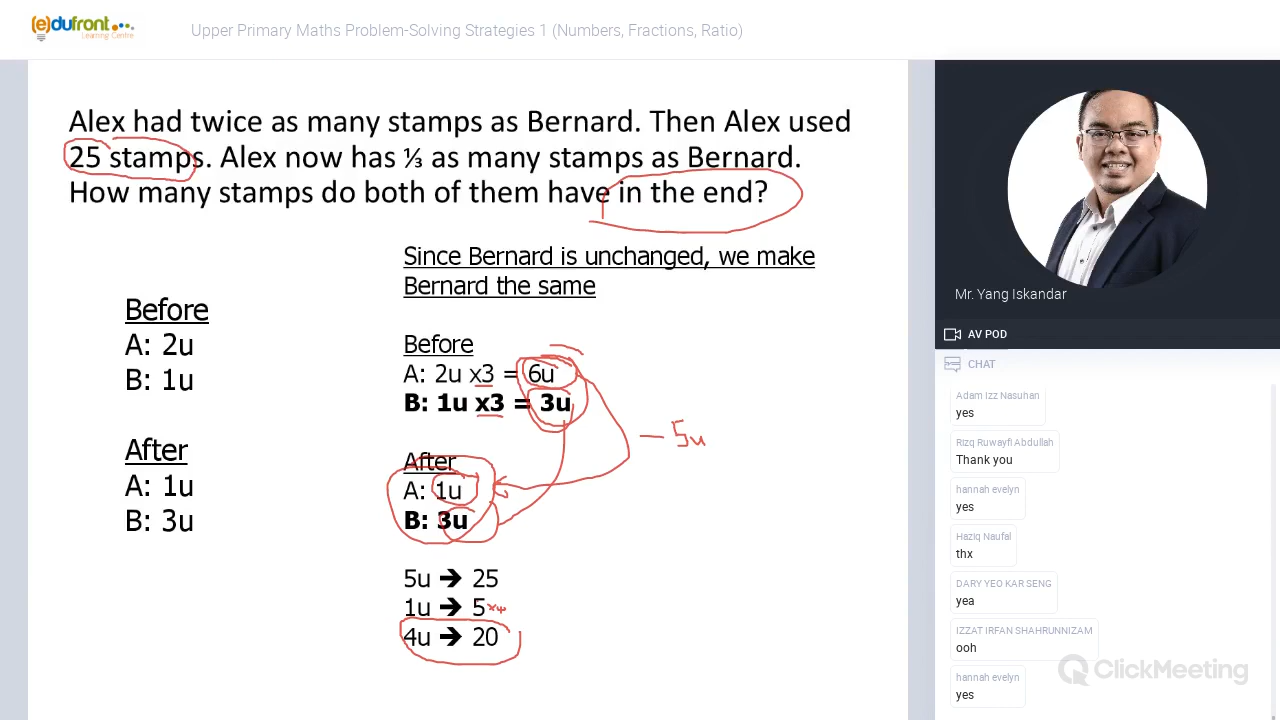 (e)dufront
Learning Centre
Upper Primary Maths Problem-Solving Strategies 1 (Numbers, Fractions, Ratio)
Alex had twice as many stamps as Bernard. Then Alex used
25 stamps. Alex now has ⅓ as many stamps as Bernard.
How many stamps do both of them have in the end?
Before
A: 2u
B: 1u
After
A: 1u
B: 3u
Since Bernard is unchanged, we make
Bernard the same
Before
A: 2u x3 = 6u
B: 1u x3 = 3u
- 5u
After
A: 1u
B: 3u
5u ➔ 25
1u ➔ 5 x4
4u ➔ 20
Mr. Yang Iskandar
AV POD
CHAT
Adam Izz Nasuhan
yes
Rizq Ruwayfi Abdullah
Thank you
hannah evelyn
yes
Haziq Naufal
thx
DARY YEO KAR SENG
yea
IZZAT IRFAN SHAHRUNNIZAM
ooh
hannah evelyn
yes
ClickMeeting